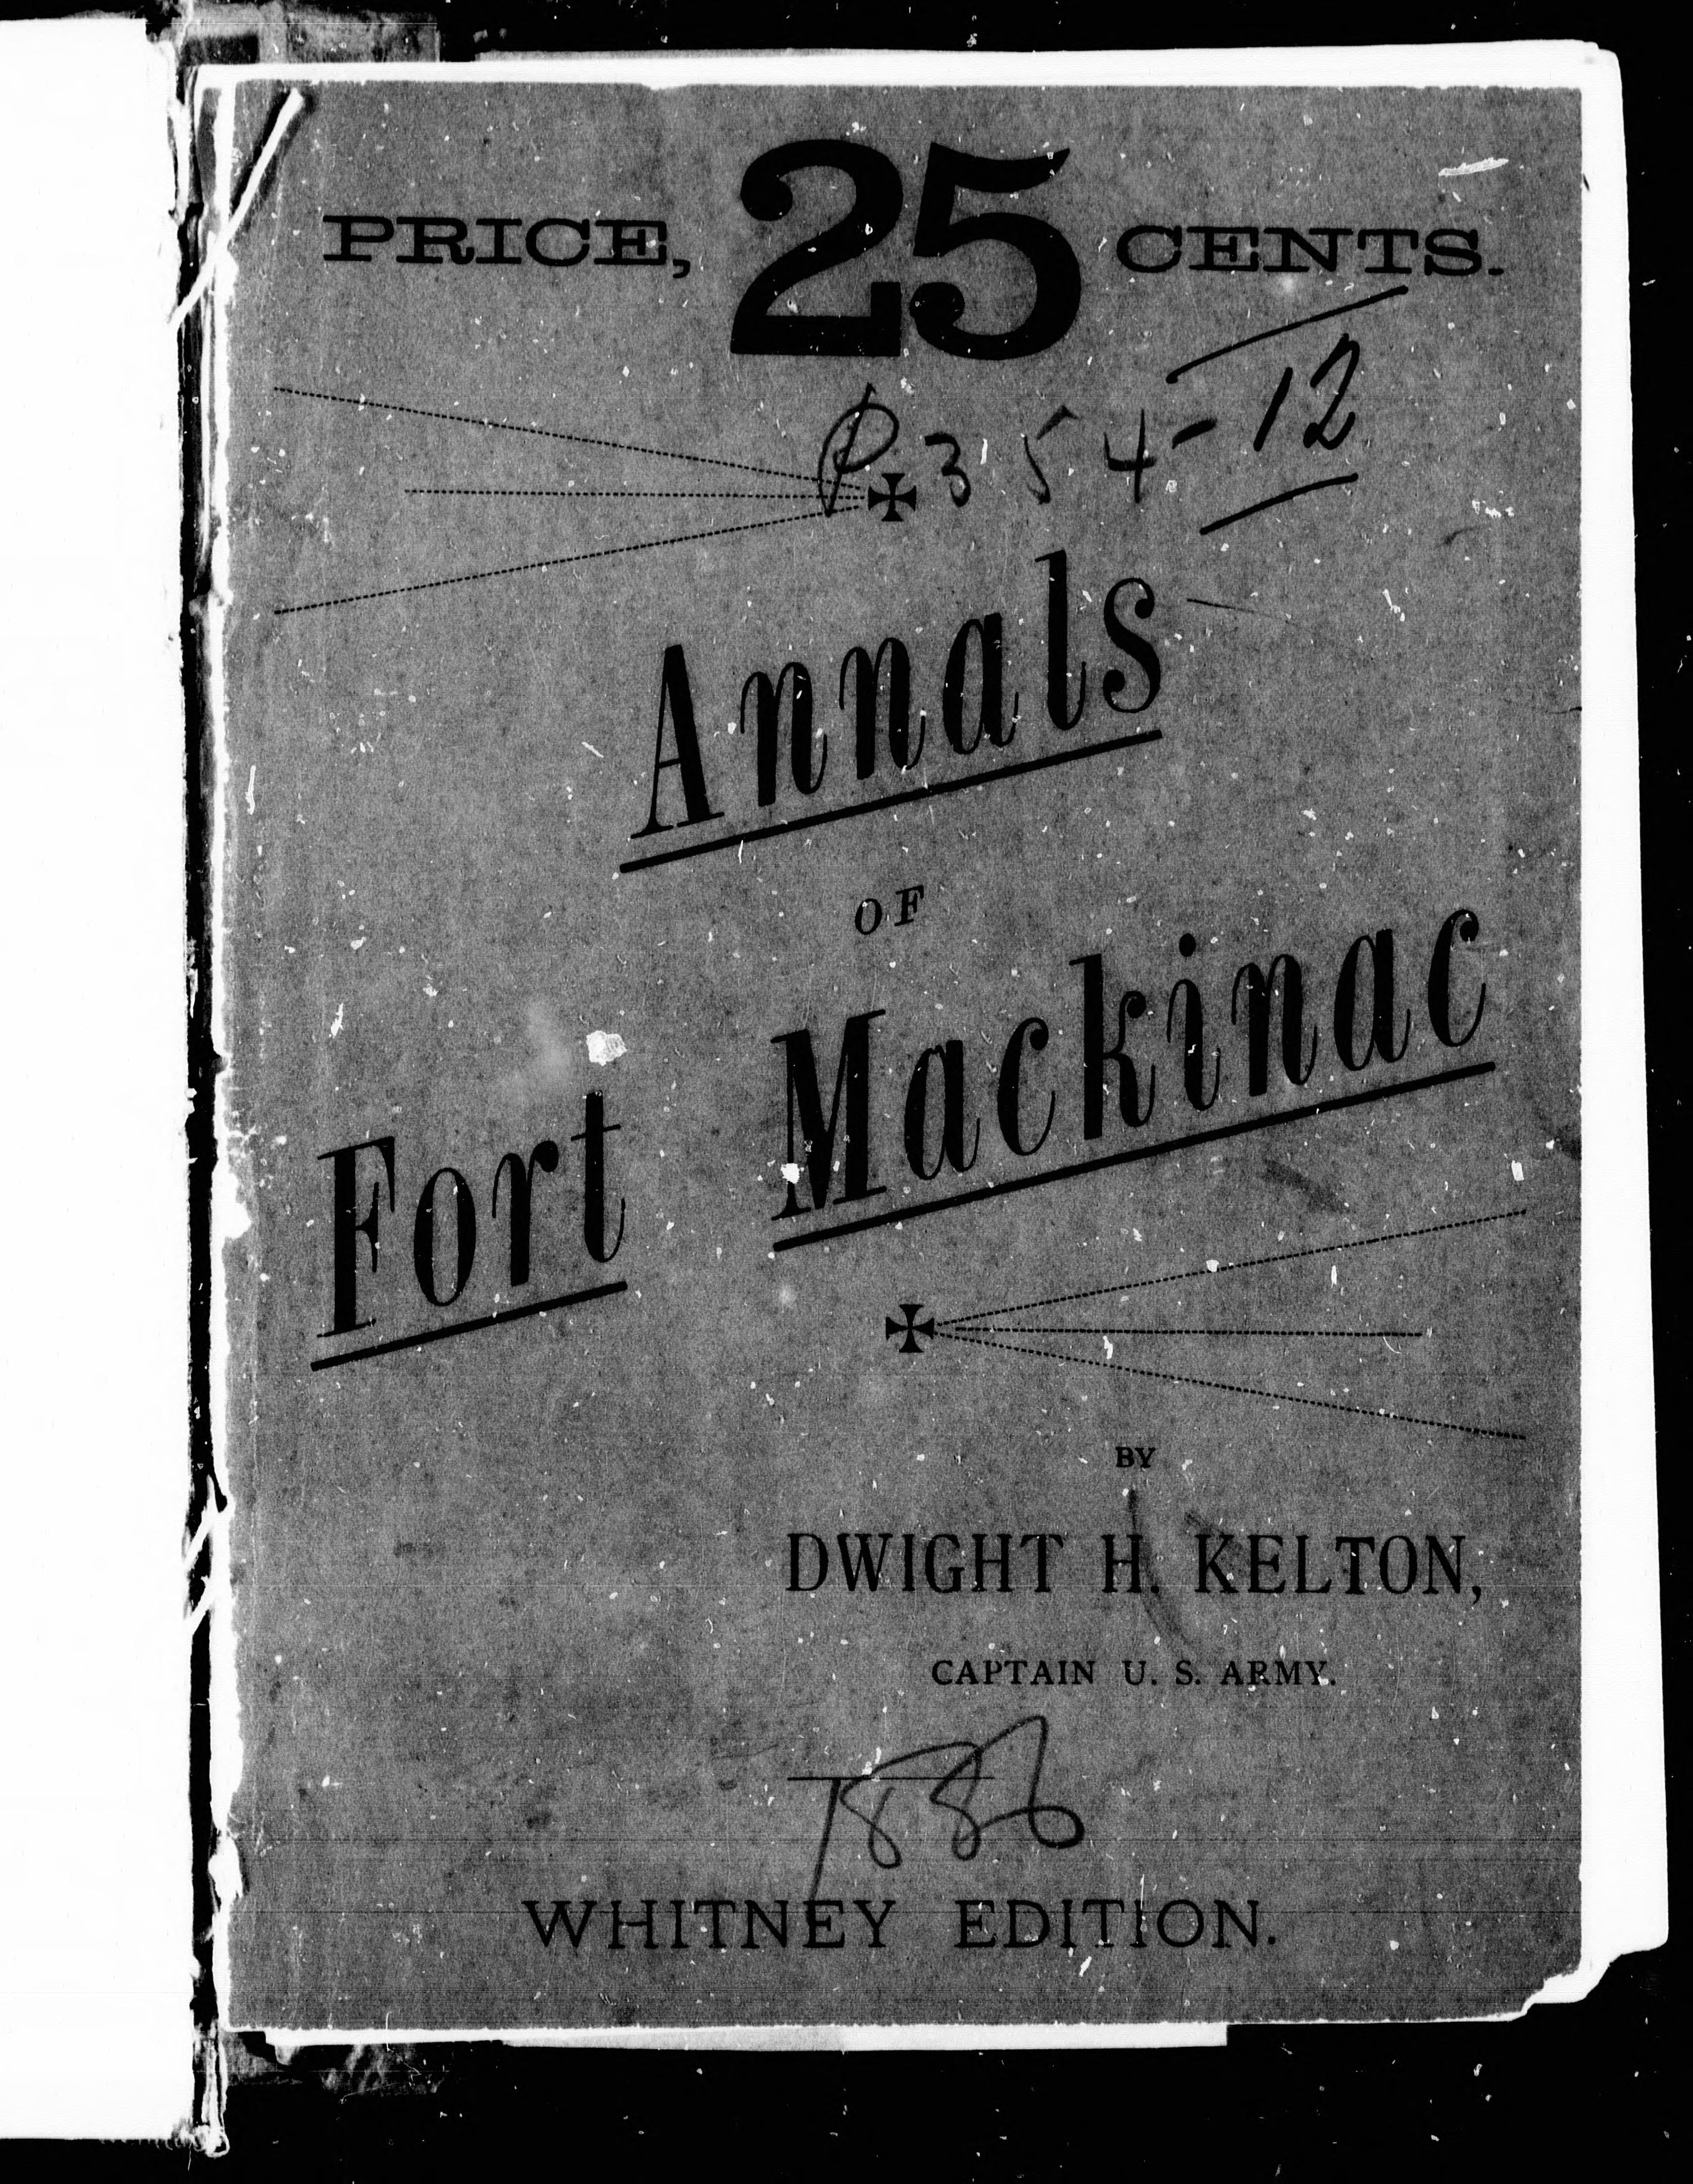 PRICE, 25 CENTS.
P 354-12
Annals
OF
Fort Mackinac
BY
DWIGHT H. KELTON,
CAPTAIN U. S. ARMY.
1886
WHITNEY EDITION.